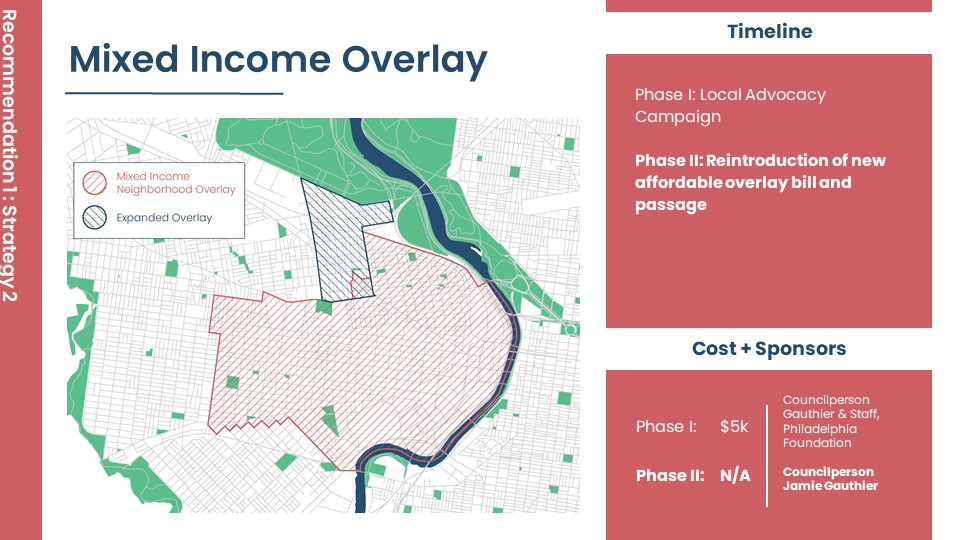 Recommendation 1: Strategy 2
Mixed Income Overlay
Mixed Income
Neighborhood Overlay
Expanded Overlay
Timeline
Phase I: Local Advocacy
Campaign
Phase II: Reintroduction of new
affordable overlay bill and
passage
Cost + Sponsors
Phase I: $5k
Councilperson
Gauthier & Staff,
Philadelphia
Foundation
Phase II: N/A
Councilperson
Jamie Gauthier